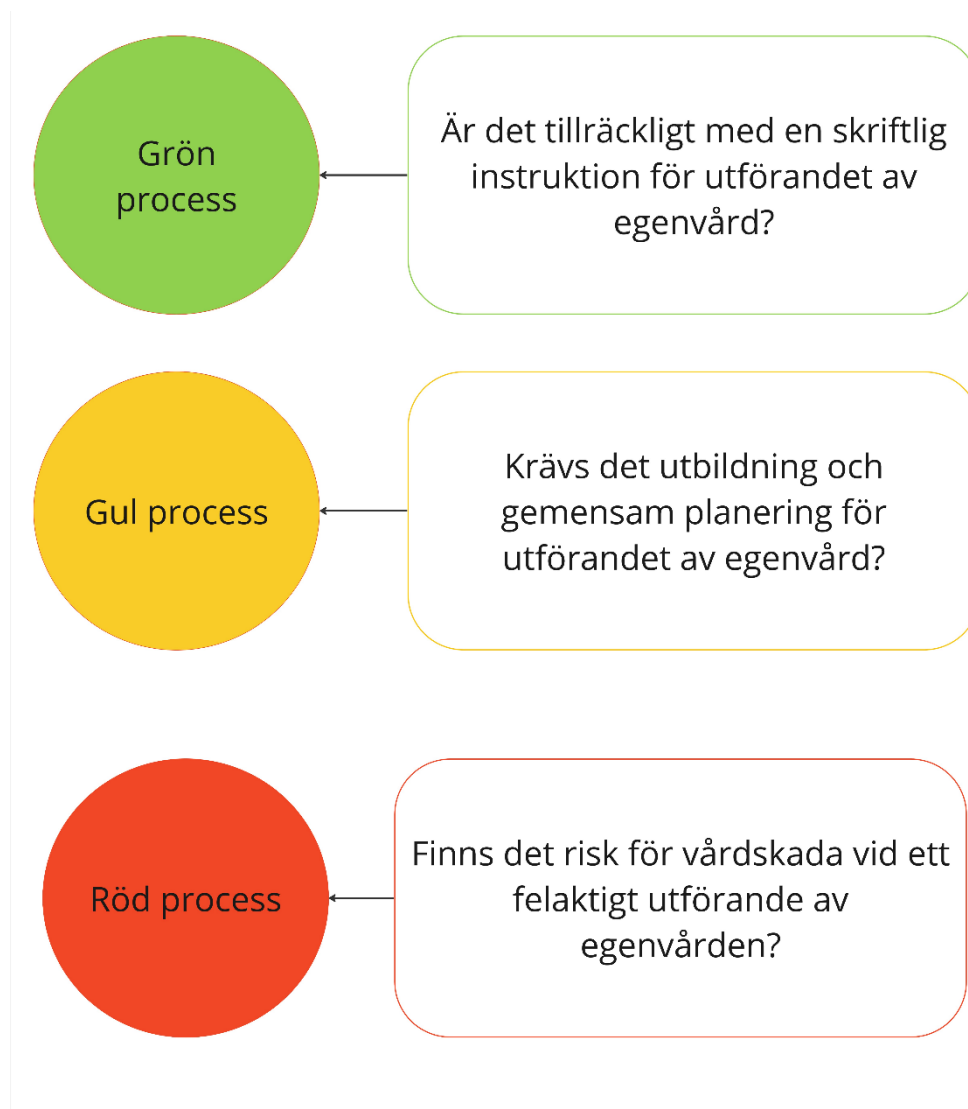 Grön
process
Är det tillräckligt med en skriftlig
instruktion för utförandet av
egenvård?
Gul process
Krävs det utbildning och
gemensam planering för
utförandet av egenvård?
Röd process
Finns det risk för vårdskada vid ett
felaktigt utförande av
egenvården?